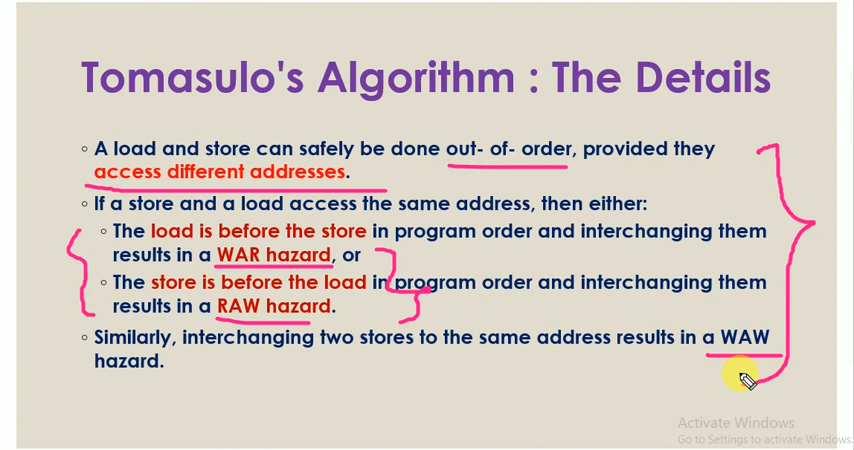 Tomasulo's Algorithm : The Details
◦ A load and store can safely be done out- of- order, provided they
access different addresses.
◦ If a store and a load access the same address, then either:
◦ The load is before the store in program order and interchanging them
results in a WAR hazard, or
◦ The store is before the load in program order and interchanging them
results in a RAW hazard.
◦ Similarly, interchanging two stores to the same address results in a WAW
hazard.
Activate Windows
Go to Settings to activate Windows.